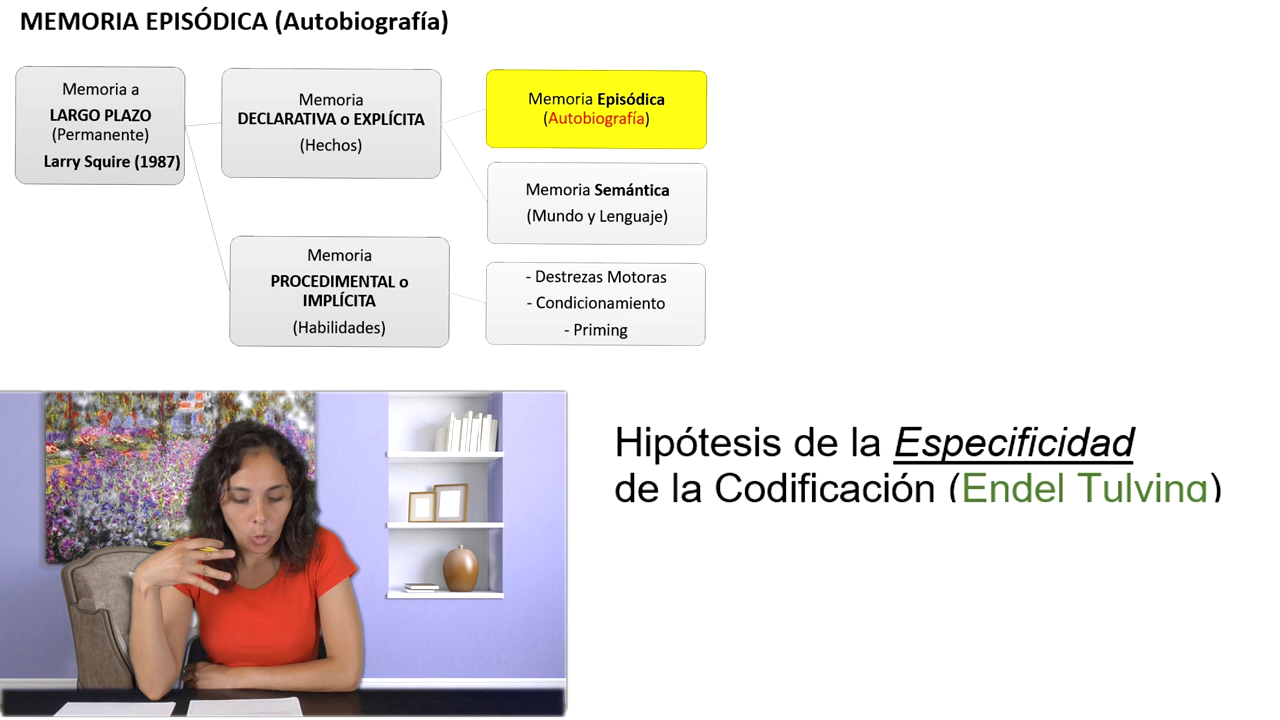 MEMORIA EPISÓDICA (Autobiografía)
Memoria a
LARGO PLAZO
(Permanente)
Larry Squire (1987)
Memoria
DECLARATIVA o EXPLÍCITA
(Hechos)
Memoria Episódica
(Autobiografía)
Memoria Semántica
(Mundo y Lenguaje)
Memoria
PROCEDIMENTAL o
IMPLÍCITA
(Habilidades)
- Destrezas Motoras
- Condicionamiento
- Priming
Hipótesis de la Especificidad
de la Codificación (Endel Tulving)